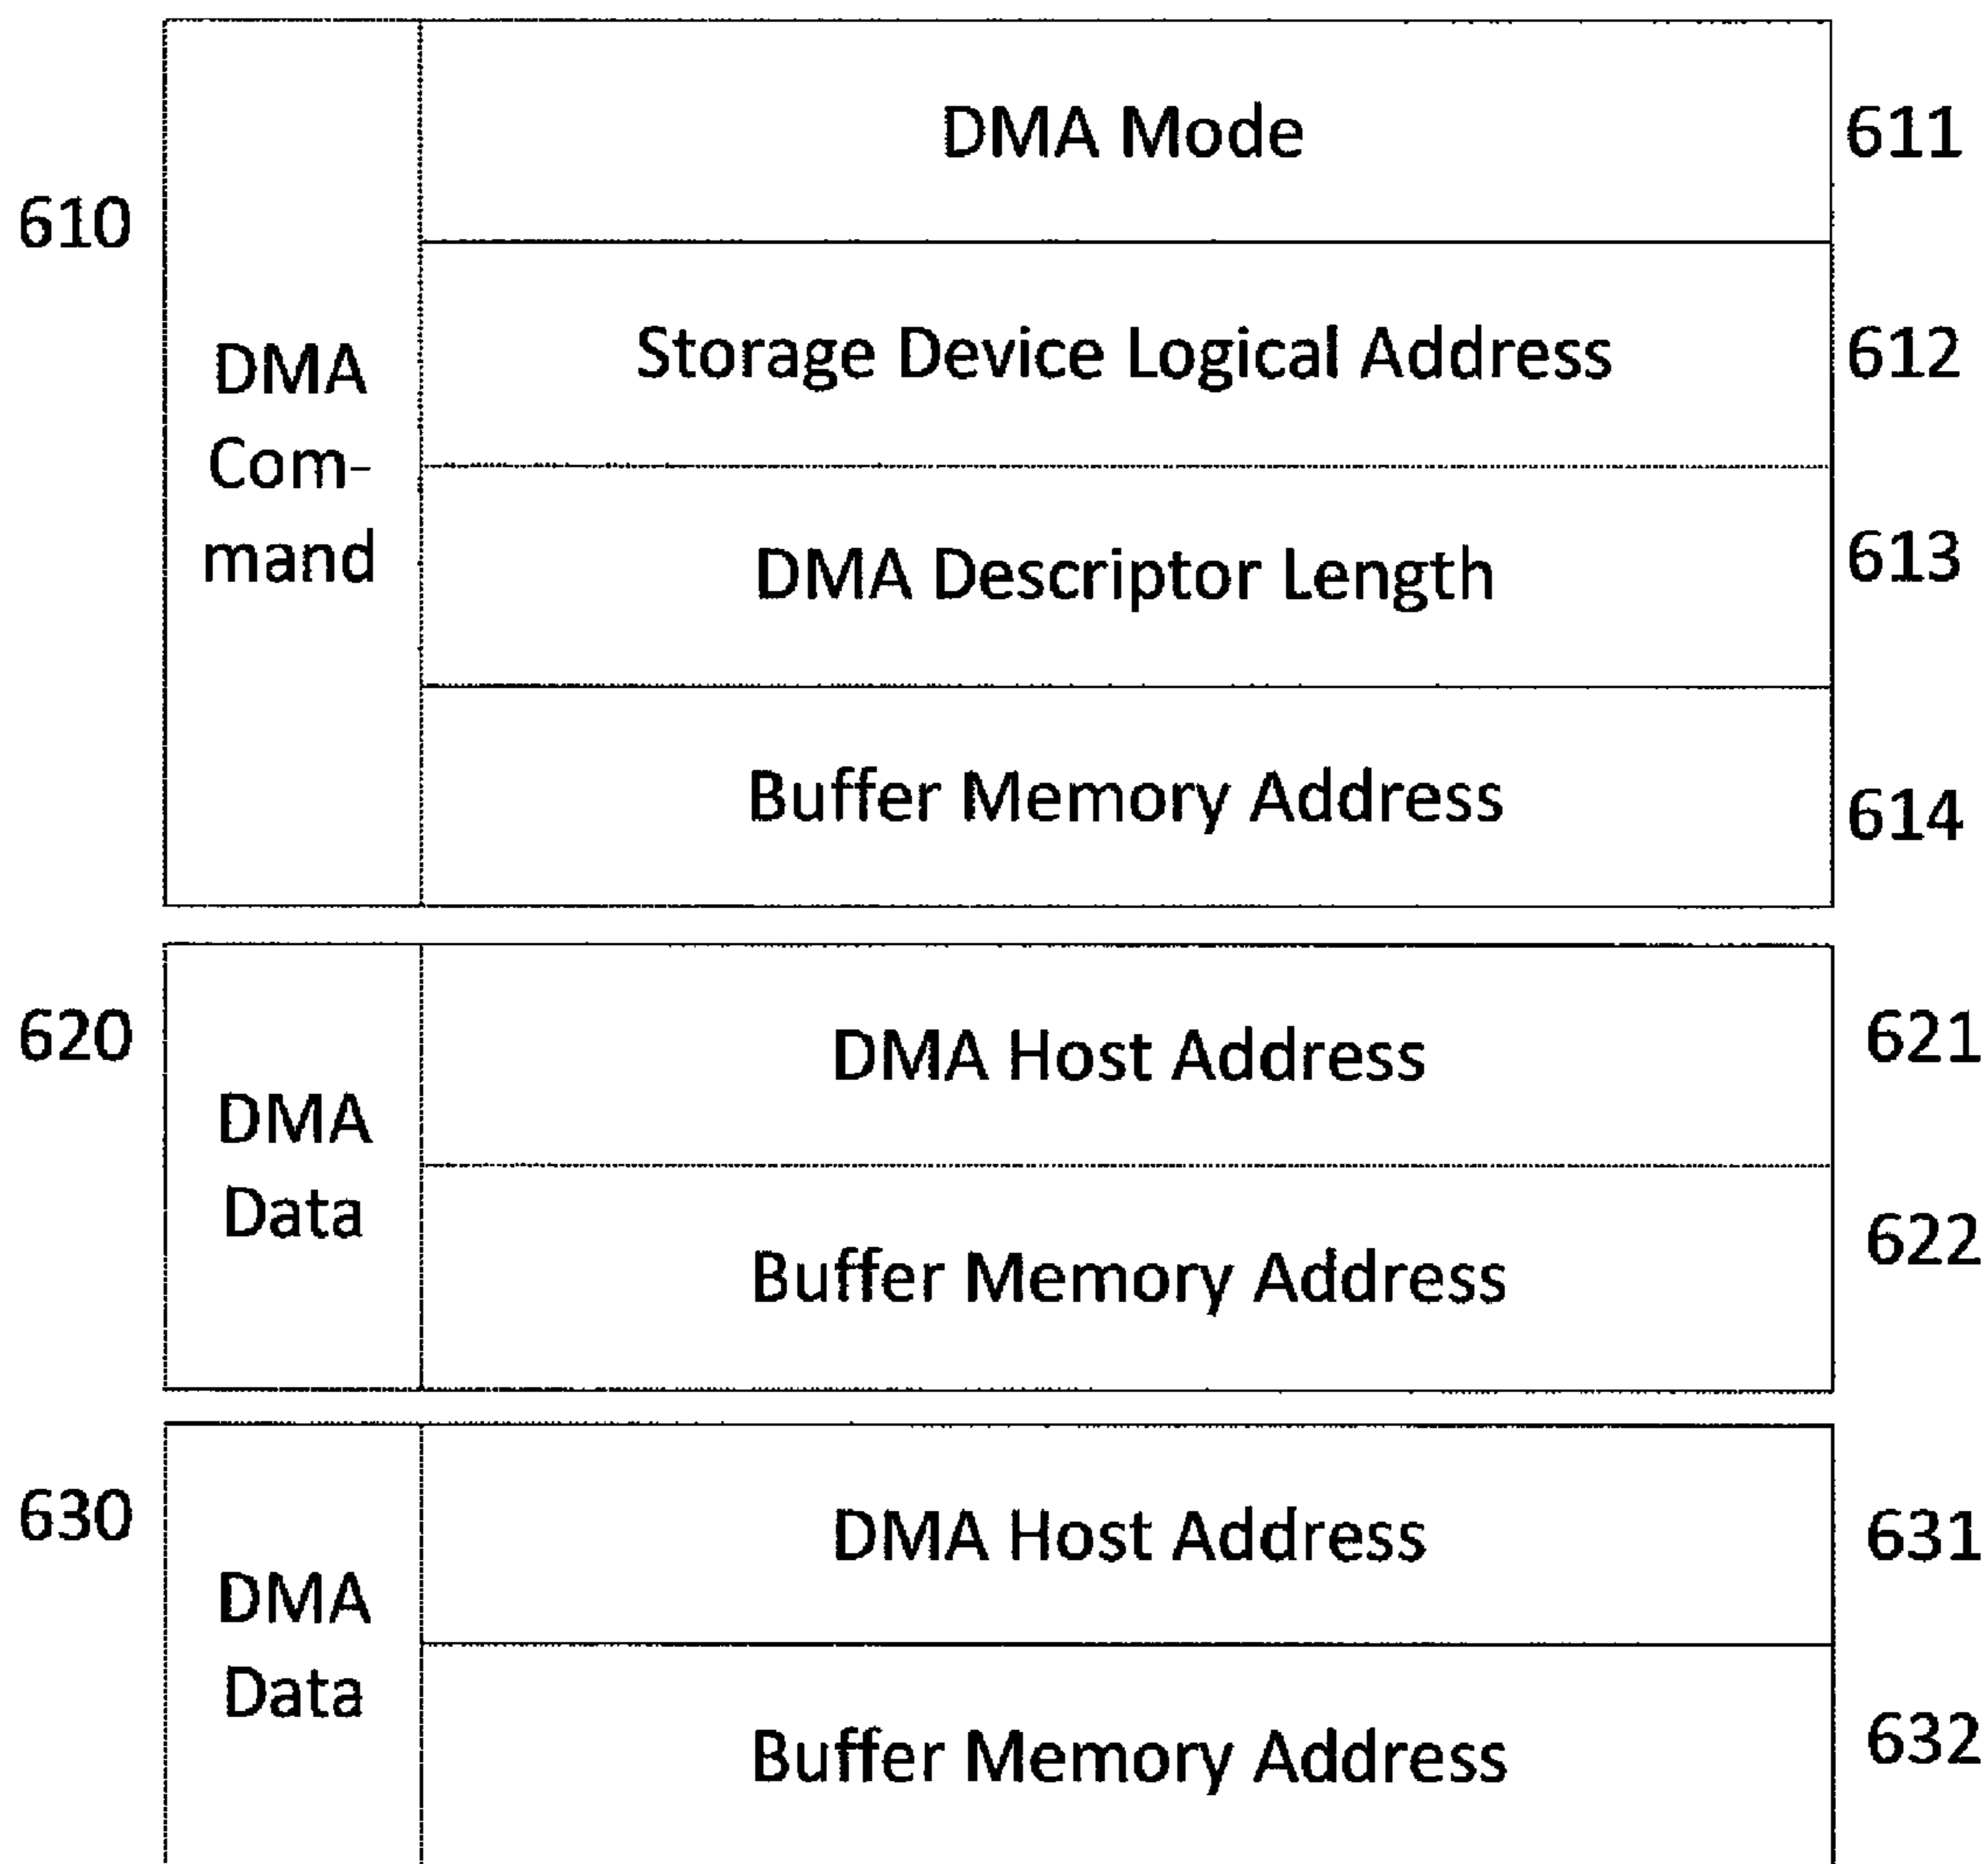 610
DMA
Com-
mand
DMA Mode
611
Storage Device Logical Address
612
DMA Descriptor Length
613
Buffer Memory Address
614
620
DMA
Data
DMA Host Address
621
Buffer Memory Address
622
630
DMA
Data
DMA Host Address
631
Buffer Memory Address
632